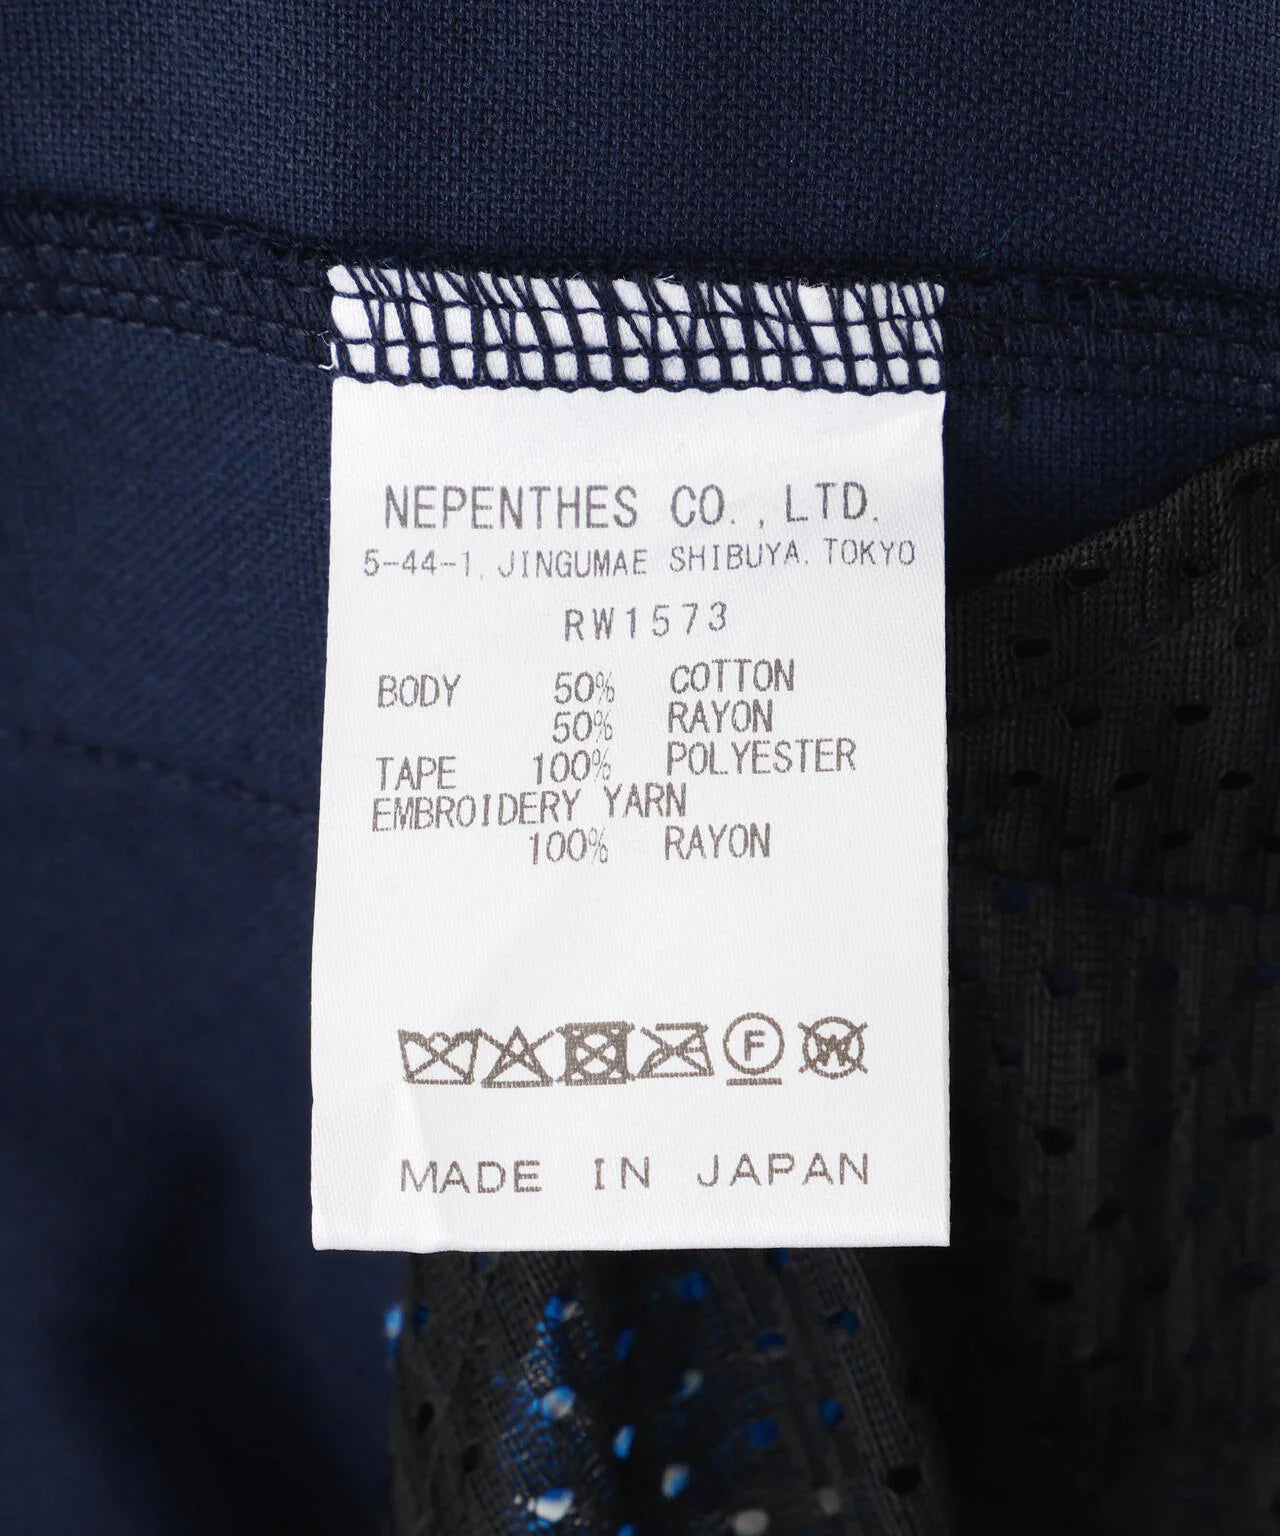 NEPENTHES CO., LTD.
5-44-1, JINGUMAE SHIBUYA, TOKYO
RW1573
BODY 50% COTTON
50% RAYON
TAPE 100% POLYESTER
EMBROIDERY YARN
100% RAYON
F W
MADE IN JAPAN